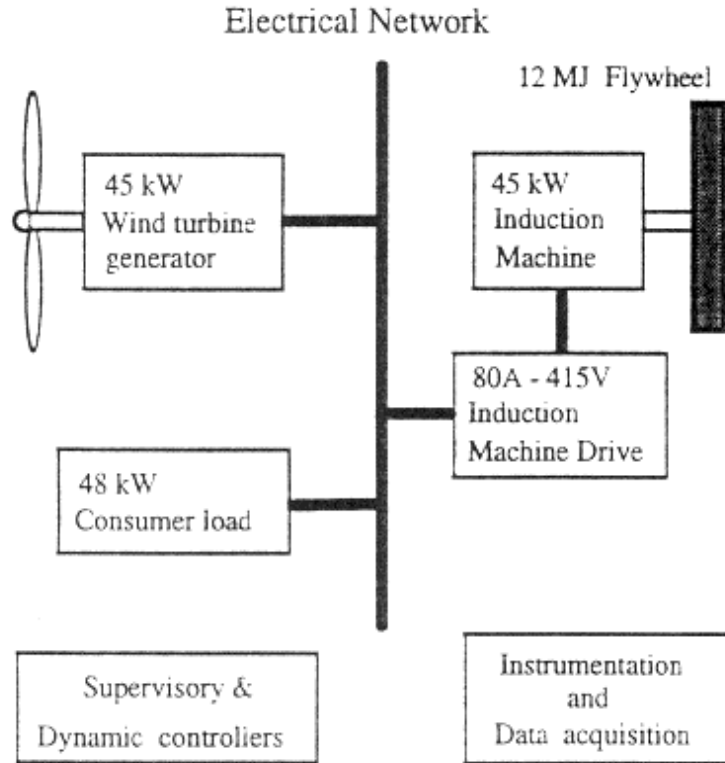 Electrical Network
12 MJ Flywheel
45 kW
Wind turbine
generator
45 kW
Induction
Machine
80A - 415V
Induction
Machine Drive
48 kW
Consumer load
Supervisory &
Dynamic controliers
Instrumentation
and
Data acquisition